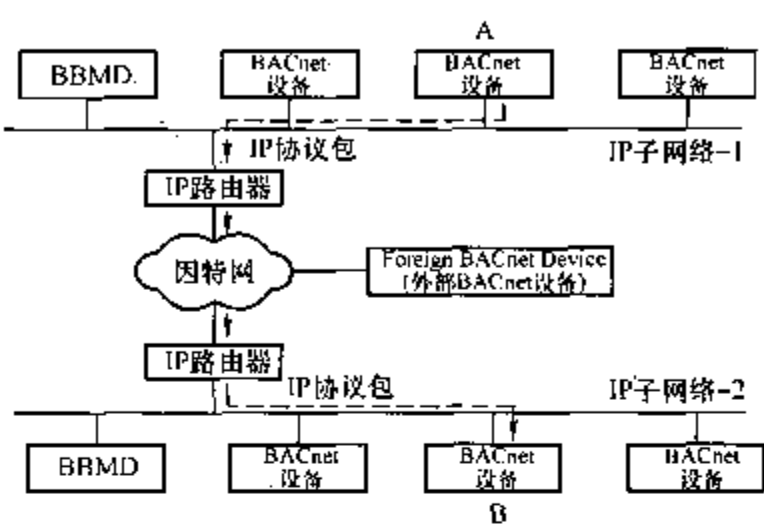 A
BBMD.
BACnet
设备
BACnet
设备
BACnet
设备
IP协议包
IP子网络-1
IP路由器
因特网
Foreign BACnet Device
(外部BACnet设备)
IP路由器
IP协议包
IP子网络-2
BBMD
BACnet
设备
BACnet
设备
BACnet
设备
B